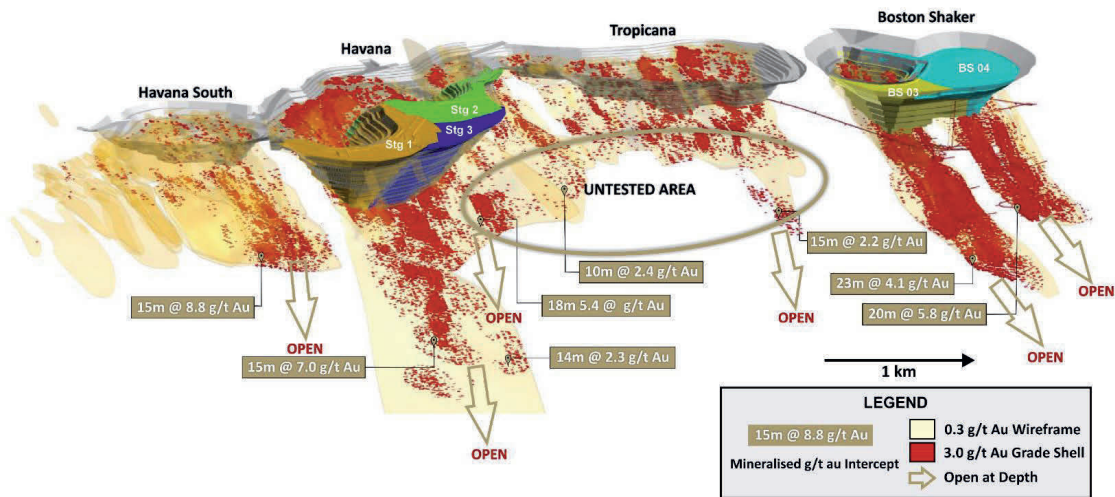 Boston Shaker
Tropicana
Havana
Havana South
BS 04
BS 03
Stg 2
Stg 3
Stg 1
UNTESTED AREA
15m @ 2.2 g/t Au
10m @ 2.4 g/t Au
23m @ 4.1 g/t Au
15m @ 8.8 g/t Au
18m 5.4 @ g/t Au
20m @ 5.8 g/t Au
OPEN
OPEN
OPEN
OPEN
OPEN
14m @ 2.3 g/t Au
15m @ 7.0 g/t Au
OPEN
1 km
LEGEND
15m @ 8.8 g/t Au
Mineralised g/t au Intercept
0.3 g/t Au Wireframe
3.0 g/t Au Grade Shell
Open at Depth